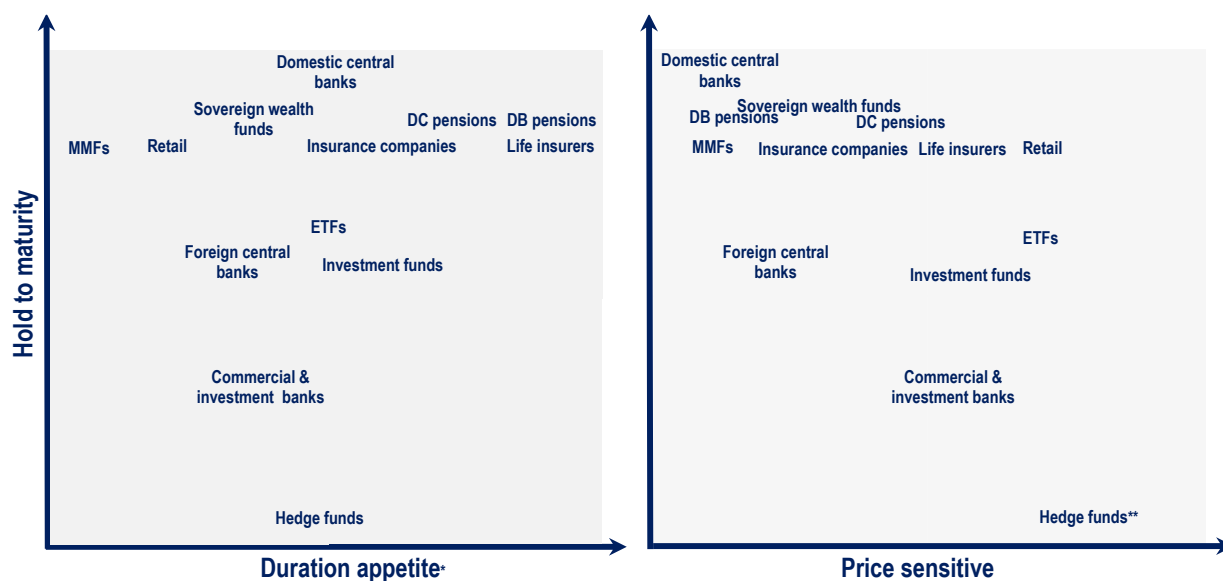 Hold to maturity
Domestic central
banks
Sovereign wealth
funds
DC pensions
DB pensions
MMFs
Retail
Insurance companies
Life insurers
ETFs
Foreign central
banks
Investment funds
Commercial &
investment banks
Hedge funds
Duration appetite*
Domestic central
banks
Sovereign wealth funds
DB pensions
DC pensions
MMFs
Insurance companies
Life insurers
Retail
ETFs
Foreign central
banks
Investment funds
Commercial &
investment banks
Hedge funds**
Price sensitive